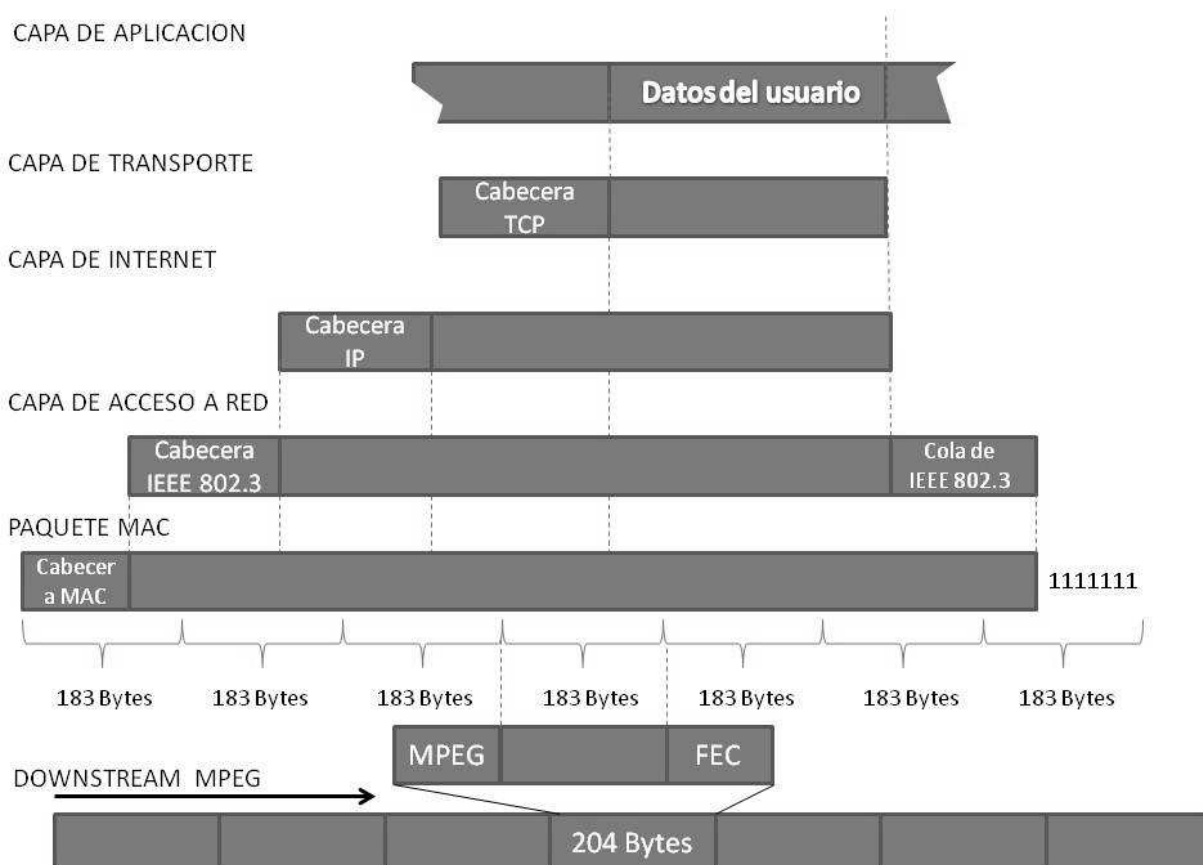 CAPA DE APLICACION
Datos del usuario
CAPA DE TRANSPORTE
Cabecera
TCP
CAPA DE INTERNET
Cabecera
IP
CAPA DE ACCESO A RED
Cabecera
IEEE 802.3
Cola de
IEEE 802.3
PAQUETE MAC
Cabecer
a MAC
1111111
183 Bytes
183 Bytes
183 Bytes
183 Bytes
183 Bytes
183 Bytes
183 Bytes
MPEG
FEC
DOWNSTREAM MPEG
204 Bytes